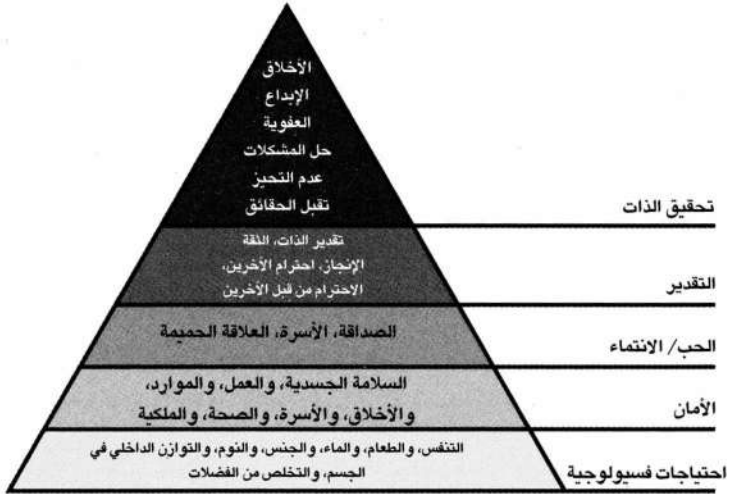 الأخلاق
الإبداع
العفوية
حل المشكلات
عدم التحيز
تقبل الحقائق
تحقيق الذات
تقدير الذات، الثقة
الإنجاز، احترام الأخرين،
الاحترام من قبل الأخرين
التقدير
الصداقة، الأسرة، العلاقة الحميمة
الحب/ الانتماء
السلامة الجسدية، والعمل، والموارد،
والأخلاق، والأسرة، والصحة، والملكية
الأمان
التنفس، والطعام، والماء، والجنس، والنوم، والتوازن الداخلي في
الجسم، والتخلص من الفضلات
احتياجات فسيولوجية